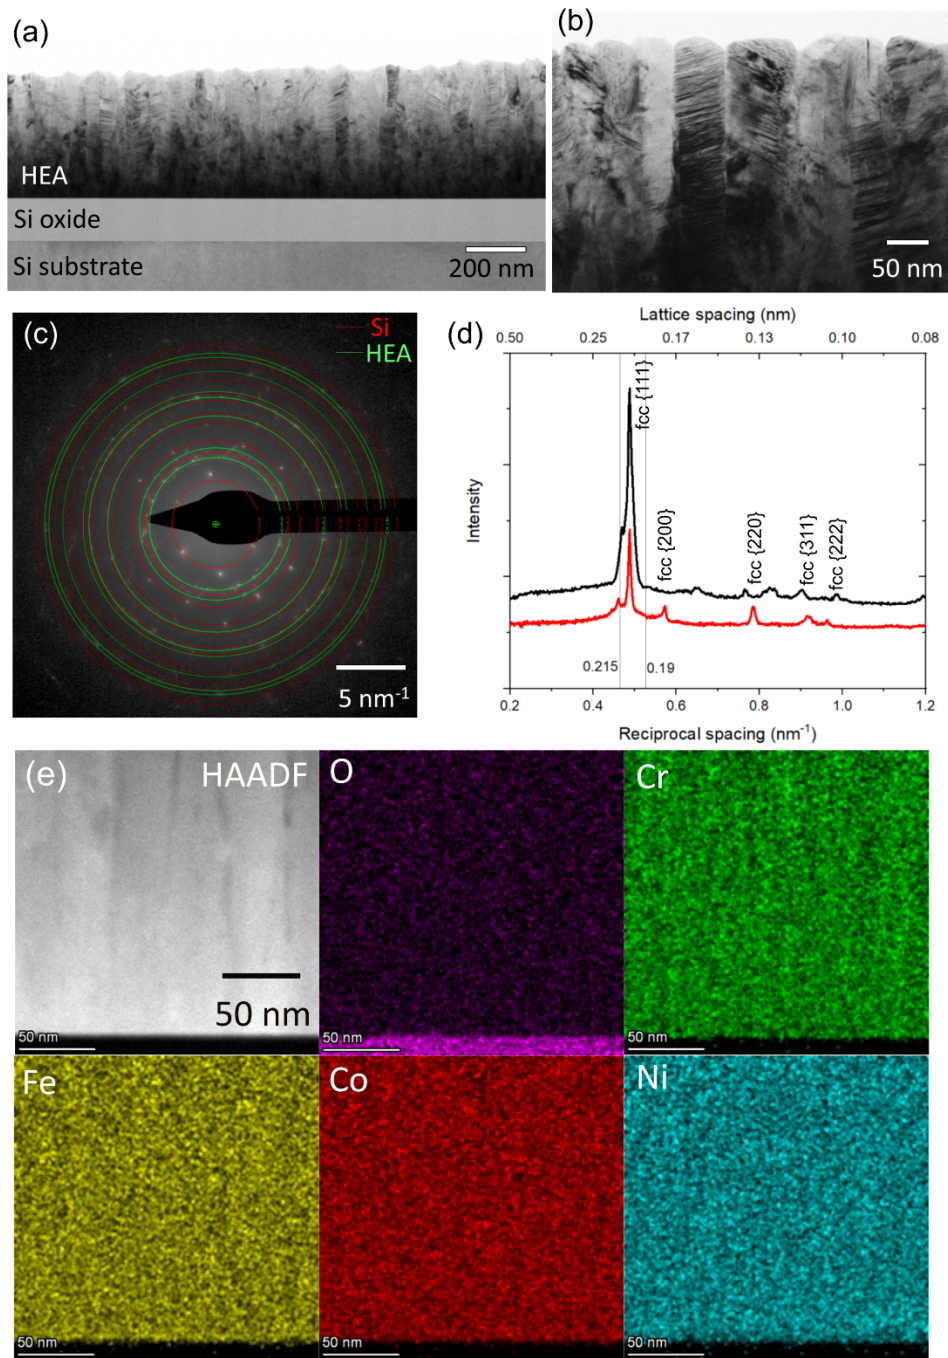 (a)
HEA
Si oxide
Si substrate
200 nm
(b)
50 nm
(c)
Si
HEA
5 nm⁻¹
(d)
Lattice spacing (nm)
0.50 0.25 0.17 0.13 0.10 0.08
fcc {111}
fcc {200}
fcc {220}
fcc {311}
fcc {222}
Intensity
0.215
0.19
0.2 0.4 0.6 0.8 1.0 1.2
Reciprocal spacing (nm⁻¹)
(e)
HAADF
50 nm
50 nm
O
50 nm
Cr
50 nm
Fe
50 nm
Co
50 nm
Ni
50 nm